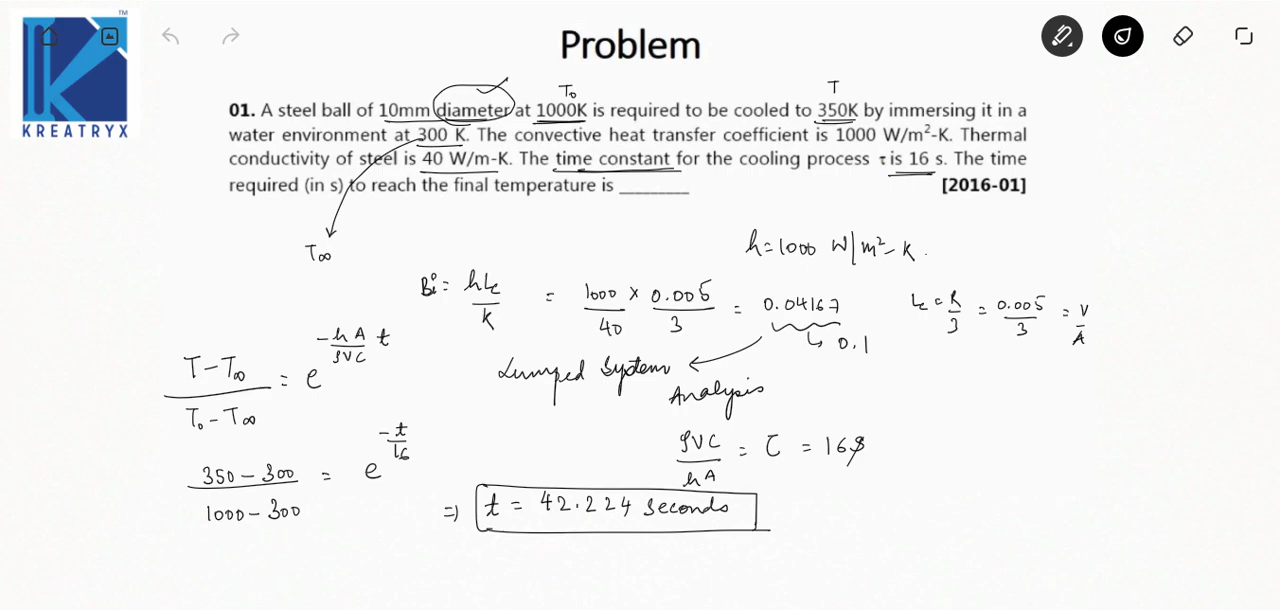 TM
KREATRYX
Problem
T₀ T
01. A steel ball of 10mm diameter at 1000K is required to be cooled to 350K by immersing it in a
water environment at 300 K. The convective heat transfer coefficient is 1000 W/m²-K. Thermal
conductivity of steel is 40 W/m-K. The time constant for the cooling process τ is 16 s. The time
required (in s) to reach the final temperature is ________ [2016-01]
T∞
h=1000 W/m²-K.
Bi = hLc/K = 1000/40 × 0.005/3 = 0.04167
Lc = R/3 = 0.005/3 = V/A
↳ 0.1
Lumped System
Analysis
T-T∞/T₀-T∞ = e^(-hA/ρVC t)
ρVC/hA = τ = 16s
350-300/1000-300 = e^(-t/16)
=> t = 42.224 seconds